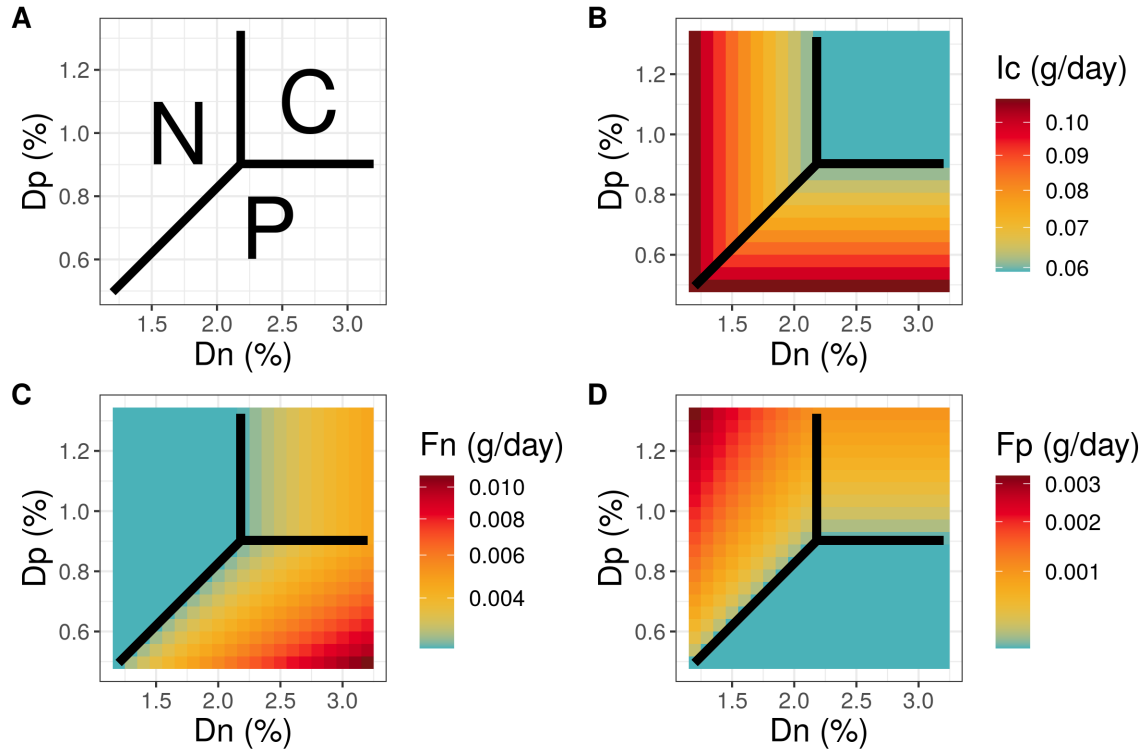 A
N
C
P
1.2
1.0
0.8
0.6
Dp (%)
1.5
2.0
2.5
3.0
Dn (%)
B
1.2
1.0
0.8
0.6
Dp (%)
1.5
2.0
2.5
3.0
Dn (%)
Ic (g/day)
0.10
0.09
0.08
0.07
0.06
C
1.2
1.0
0.8
0.6
Dp (%)
1.5
2.0
2.5
3.0
Dn (%)
Fn (g/day)
0.010
0.008
0.006
0.004
D
1.2
1.0
0.8
0.6
Dp (%)
1.5
2.0
2.5
3.0
Dn (%)
Fp (g/day)
0.003
0.002
0.001